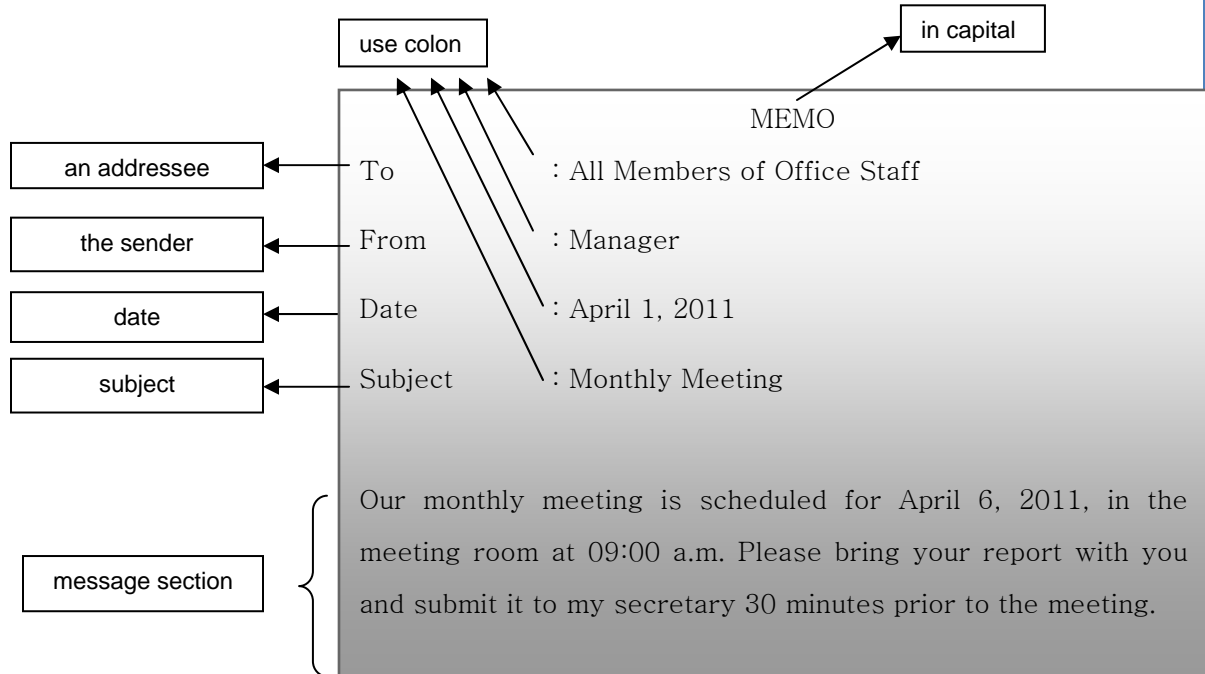 in capital
use colon
MEMO
an addressee
To : All Members of Office Staff
the sender
From : Manager
date
Date : April 1, 2011
subject
Subject : Monthly Meeting
Our monthly meeting is scheduled for April 6, 2011, in the
meeting room at 09:00 a.m. Please bring your report with you
message section
and submit it to my secretary 30 minutes prior to the meeting.